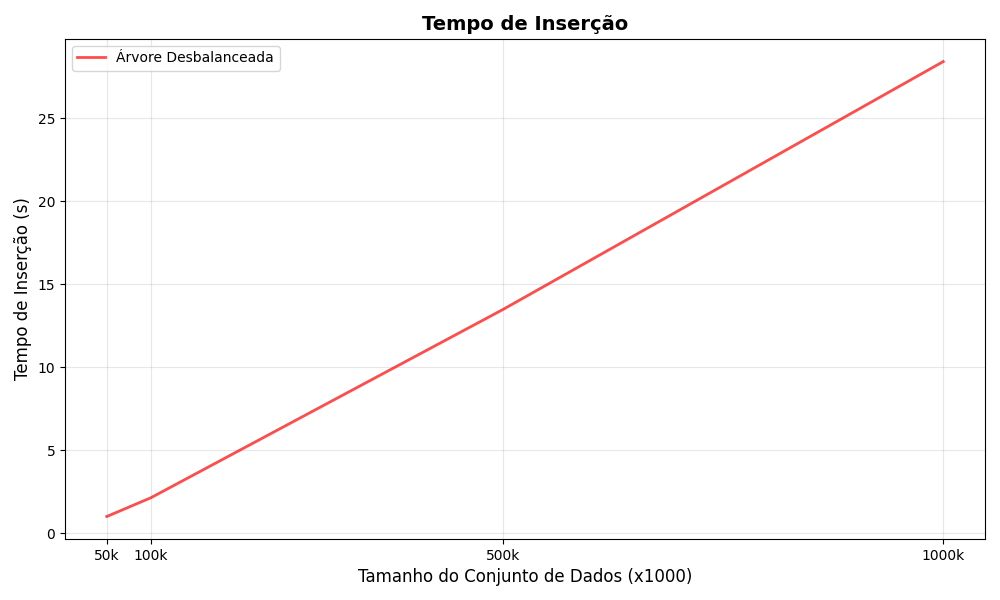 Tempo de Inserção
Árvore Desbalanceada
Tempo de Inserção (s)
25
20
15
10
5
0
50k
100k
500k
1000k
Tamanho do Conjunto de Dados (x1000)